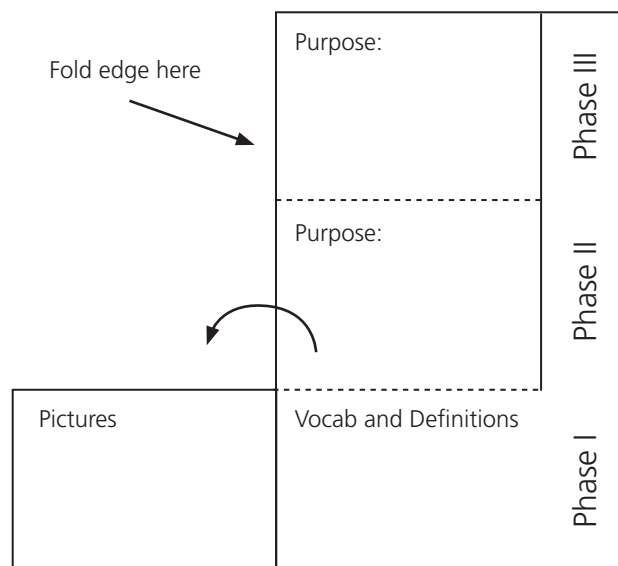 Purpose:
Phase III
Fold edge here
Purpose:
Phase II
Pictures
Vocab and Definitions
Phase I